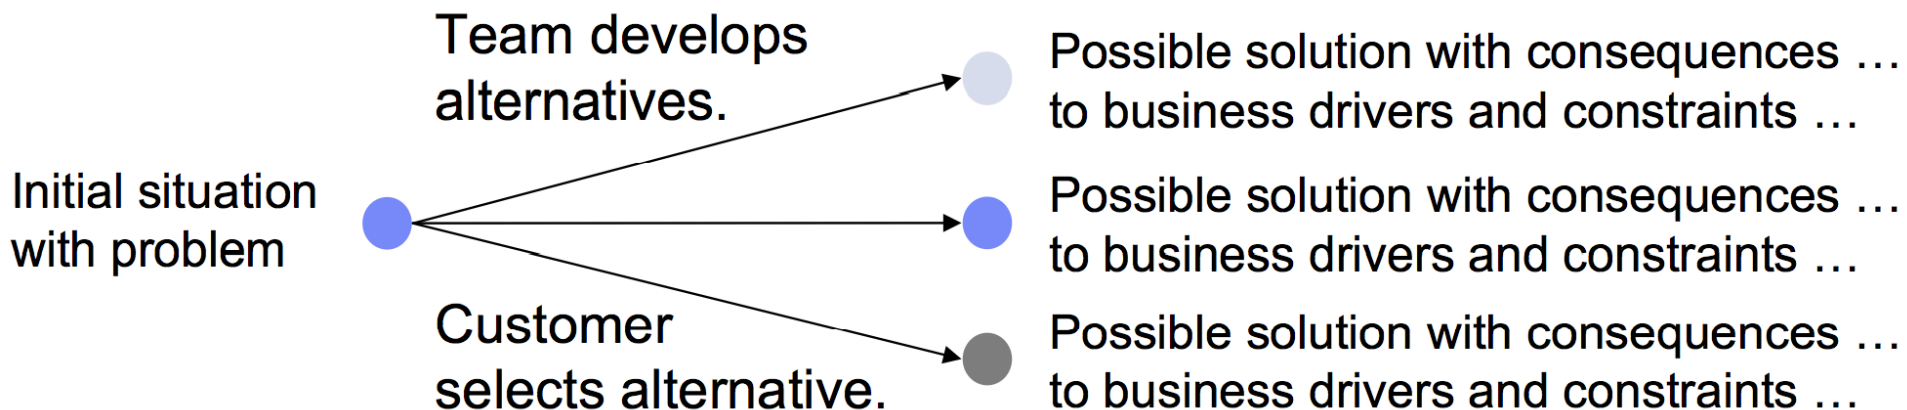 Team develops
alternatives.
Initial situation
with problem
Customer
selects alternative.
Possible solution with consequences …
to business drivers and constraints …
Possible solution with consequences …
to business drivers and constraints …
Possible solution with consequences …
to business drivers and constraints …